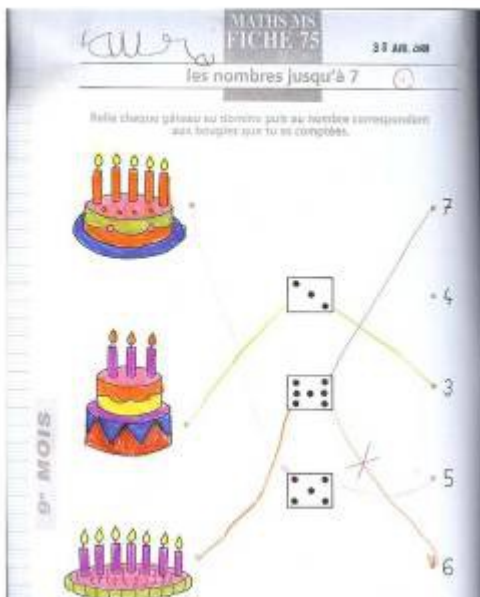 MATHS MS
FICHE 75
les nombres jusqu'à 7
Relie chaque gâteau au domino puis au nombre correspondant
aux bougies que tu as comptées.
7
4
3
5
6
9e MOIS